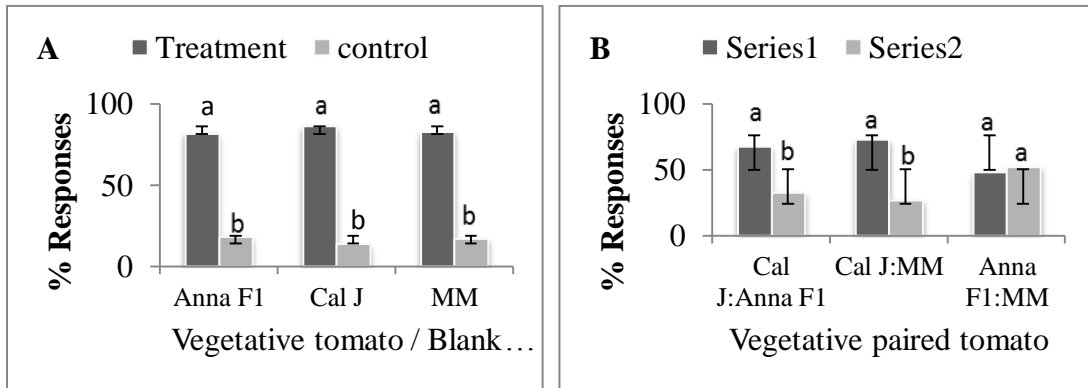 A
Treatment control
% Responses
100
50
0
a a a
b b b
Anna F1 Cal J MM
Vegetative tomato / Blank…
B
Series1 Series2
% Responses
100
50
0
a a a
b b a
Cal
J:Anna F1
Cal J:MM
Anna
F1:MM
Vegetative paired tomato